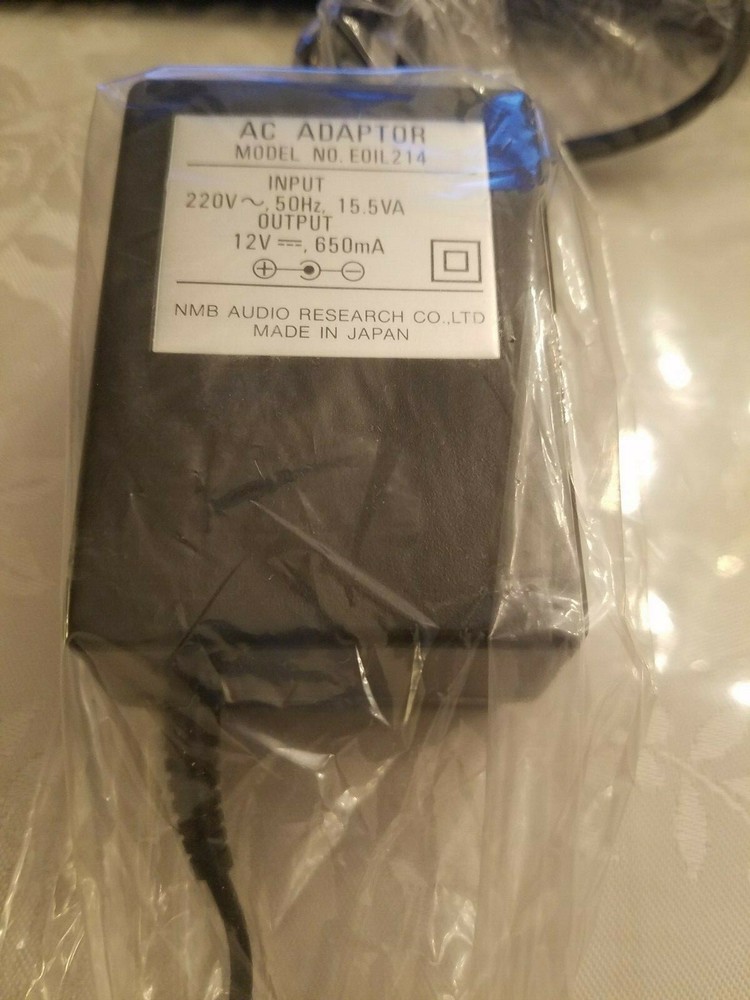 AC ADAPTOR
MODEL NO. E0IL214
INPUT
220V∼, 50Hz, 15.5VA
OUTPUT
12V⎓, 650mA
NMB AUDIO RESEARCH CO.,LTD
MADE IN JAPAN